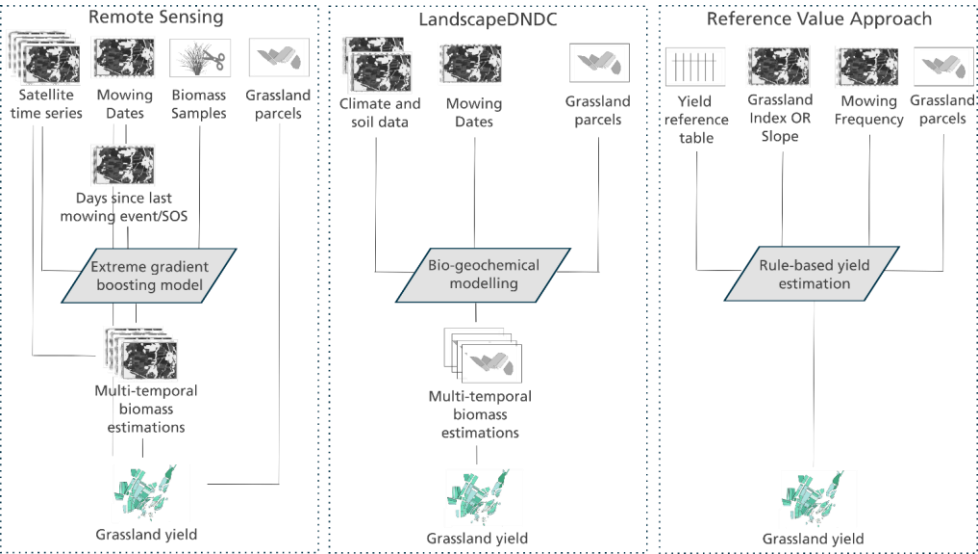 Remote Sensing
Satellite
time series
Mowing
Dates
Biomass
Samples
Grassland
parcels
Days since last
mowing event/SOS
Extreme gradient
boosting model
Multi-temporal
biomass
estimations
Grassland yield
LandscapeDNDC
Climate and
soil data
Mowing
Dates
Grassland
parcels
Bio-geochemical
modelling
Multi-temporal
biomass
estimations
Grassland yield
Reference Value Approach
Yield
reference
table
Grassland
Index OR
Slope
Mowing
Frequency
Grassland
parcels
Rule-based yield
estimation
Grassland yield